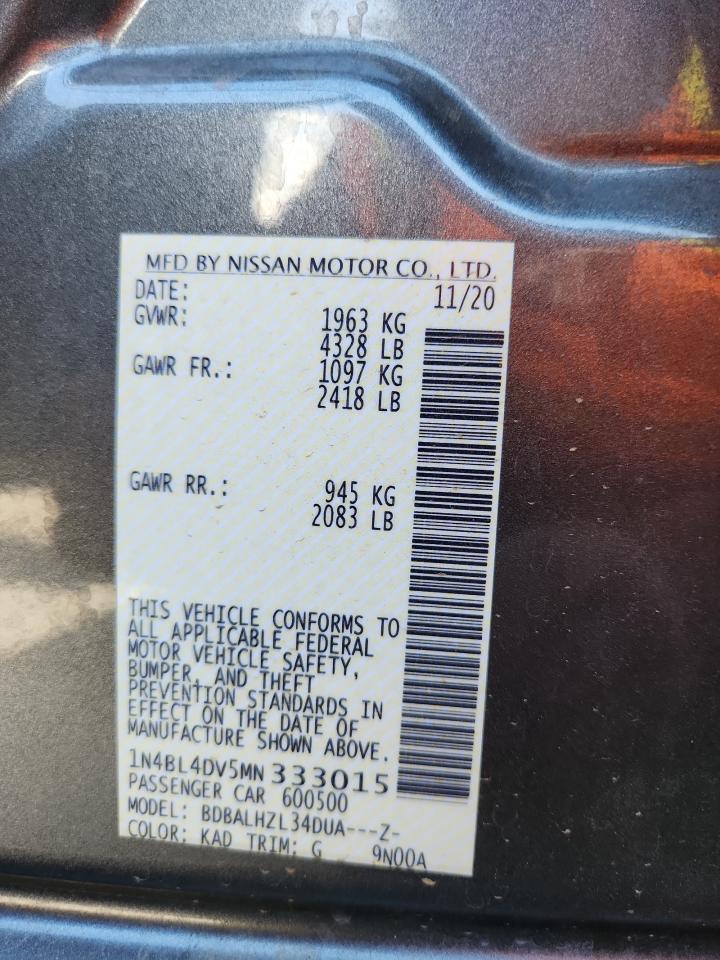 MFD BY NISSAN MOTOR CO., LTD.
DATE: 11/20
GVWR: 1963 KG
4328 LB
GAWR FR.: 1097 KG
2418 LB
GAWR RR.: 945 KG
2083 LB
THIS VEHICLE CONFORMS TO
ALL APPLICABLE FEDERAL
MOTOR VEHICLE SAFETY,
BUMPER, AND THEFT
PREVENTION STANDARDS IN
EFFECT ON THE DATE OF
MANUFACTURE SHOWN ABOVE.
1N4BL4DV5MN333015
PASSENGER CAR 600500
MODEL: BDBALHZL34DUA---Z-
COLOR: KAD TRIM: G 9N00A